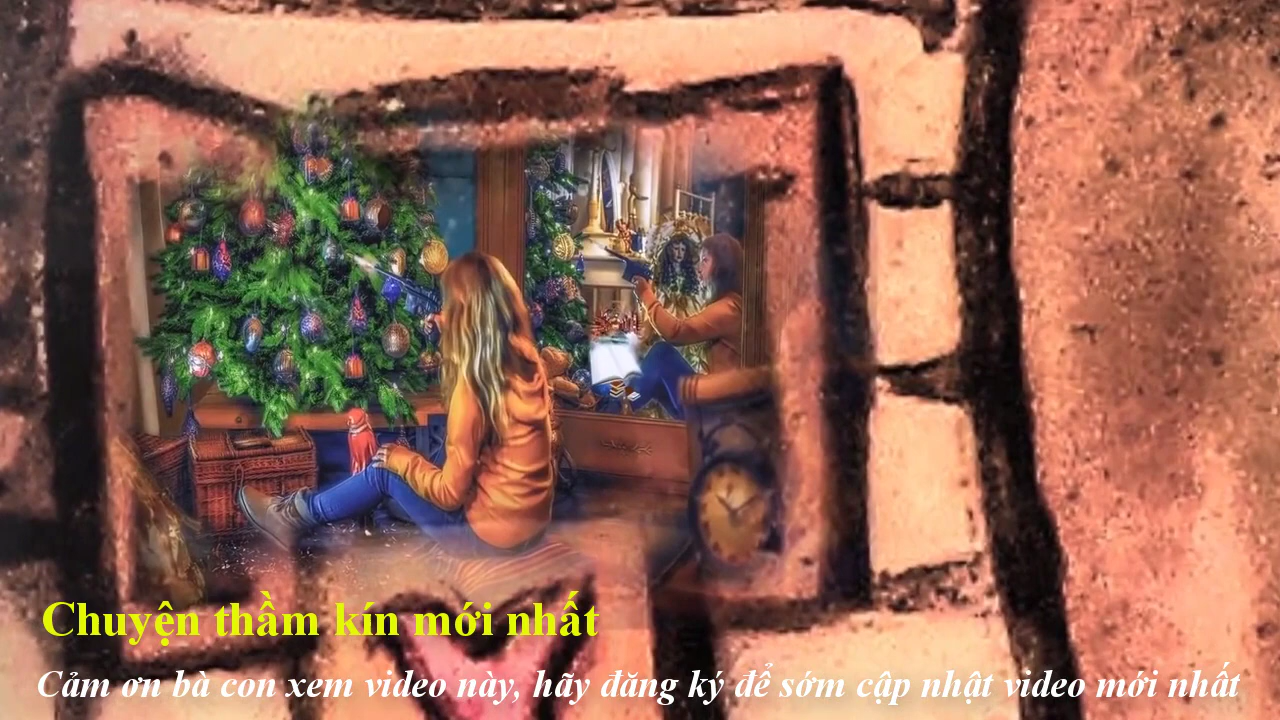 Chuyện thầm kín mới nhất
Cảm ơn bà con xem video này, hãy đăng ký để sớm cập nhật video mới nhất